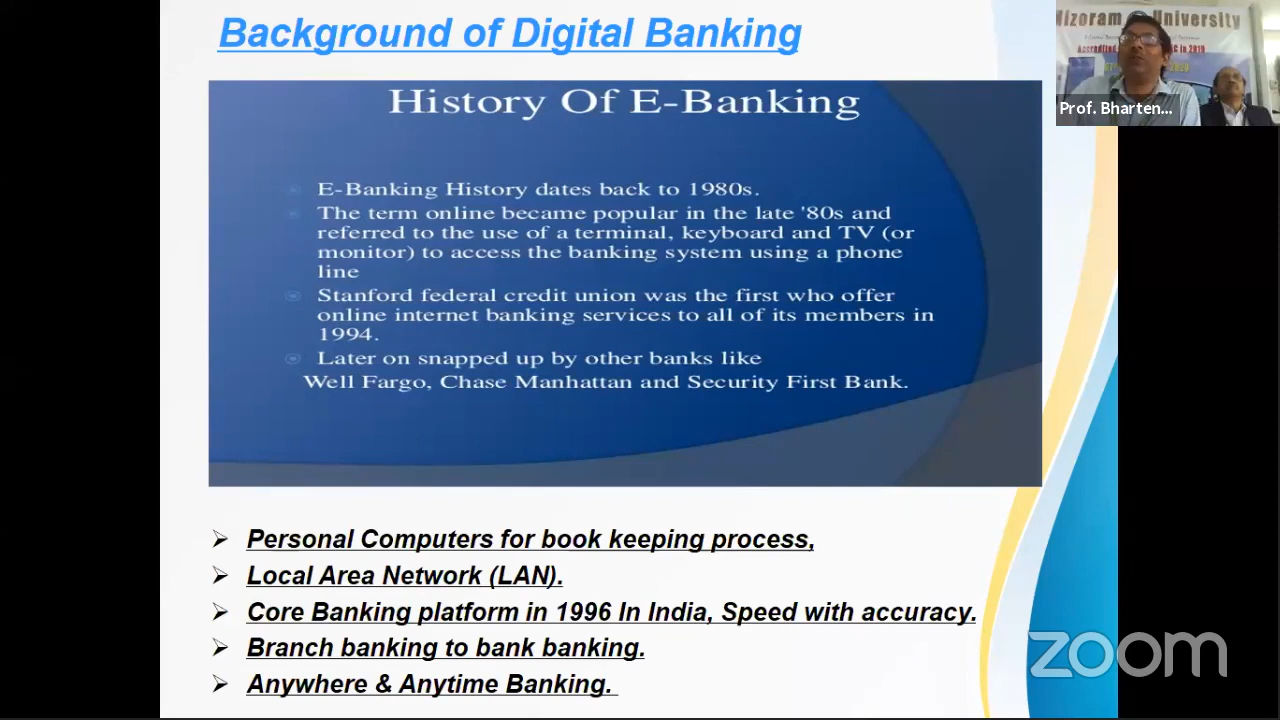 Background of Digital Banking
History Of E-Banking
E-Banking History dates back to 1980s.
The term online became popular in the late '80s and
referred to the use of a terminal, keyboard and TV (or
monitor) to access the banking system using a phone
line
Stanford federal credit union was the first who offer
online internet banking services to all of its members in
1994.
Later on snapped up by other banks like
Well Fargo, Chase Manhattan and Security First Bank.
Personal Computers for book keeping process,
Local Area Network (LAN).
Core Banking platform in 1996 In India, Speed with accuracy.
Branch banking to bank banking.
Anywhere & Anytime Banking.
Mizoram University
Accredited
in 2019
Prof. Bharten...
zoom